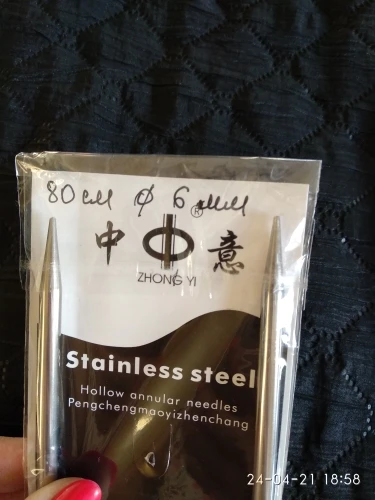 80 см ф 6 мм
®
中 意
ZHONG YI
Stainless steel
Hollow annular needles
Pengchengmaoyizhenchang
24-04-21 18:58